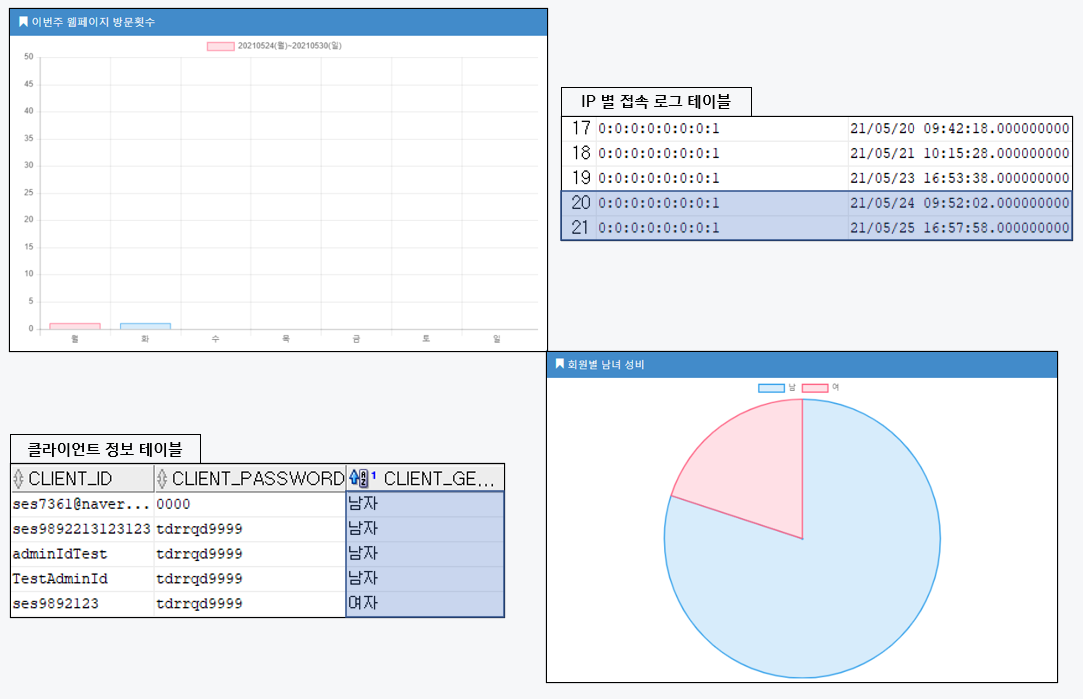 이번주 웹페이지 방문횟수
20210524(월)~20210530(일)
50
45
40
35
30
25
20
15
10
5
0
월 화 수 목 금 토 일
IP 별 접속 로그 테이블
17 0:0:0:0:0:0:0:1 21/05/20 09:42:18.000000000
18 0:0:0:0:0:0:0:1 21/05/21 10:15:28.000000000
19 0:0:0:0:0:0:0:1 21/05/23 16:53:38.000000000
20 0:0:0:0:0:0:0:1 21/05/24 09:52:02.000000000
21 0:0:0:0:0:0:0:1 21/05/25 16:57:58.000000000
회원별 남녀 성비
남 여
클라이언트 정보 테이블
CLIENT_ID CLIENT_PASSWORD 1 CLIENT_GE...
ses7361@naver... 0000 남자
ses9892213123123 tdrrqd9999 남자
adminIdTest tdrrqd9999 남자
TestAdminId tdrrqd9999 남자
ses9892123 tdrrqd9999 여자